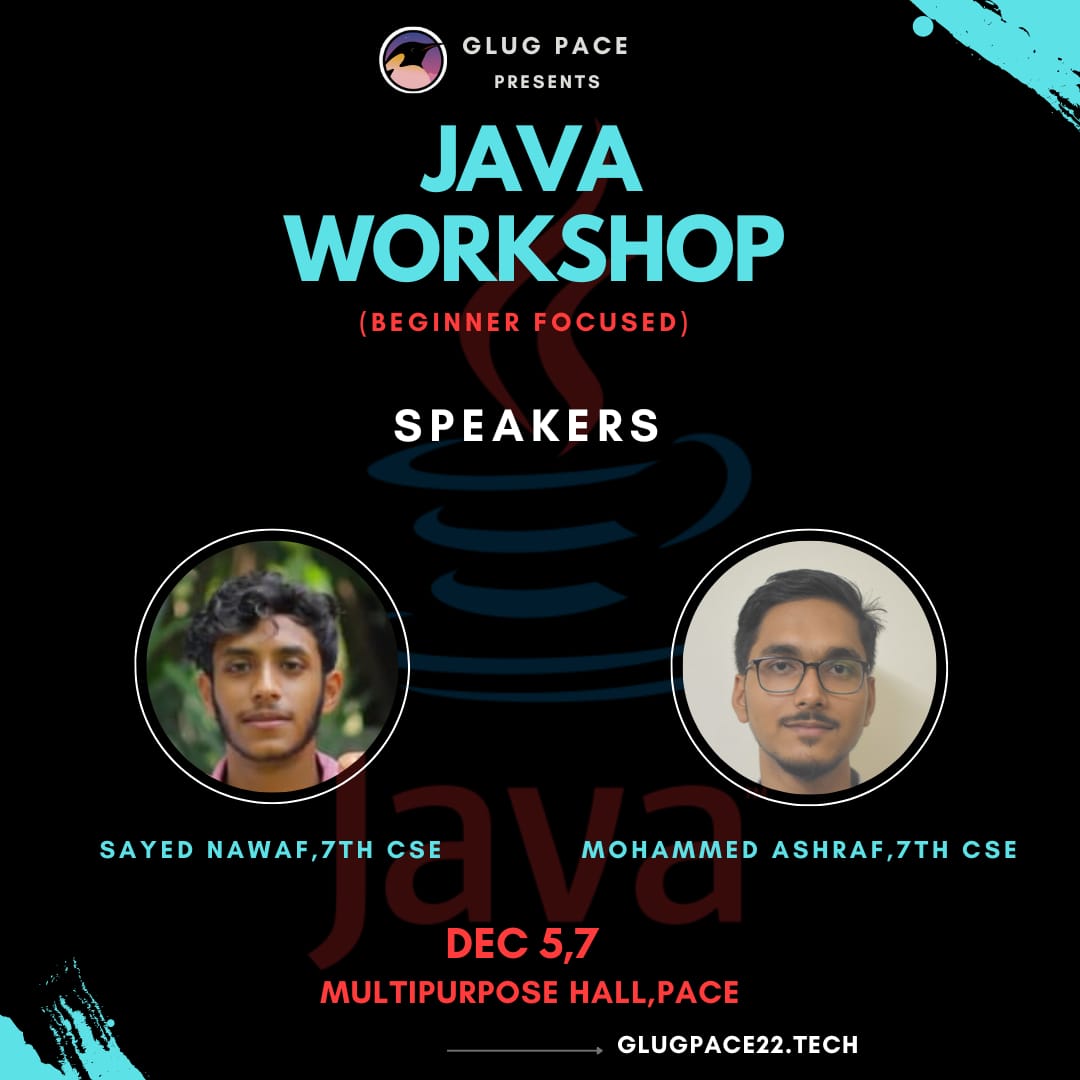 GLUG PACE
PRESENTS
JAVA
WORKSHOP
(BEGINNER FOCUSED)
SPEAKERS
SAYED NAWAF,7TH CSE
MOHAMMED ASHRAF,7TH CSE
Java
DEC 5,7
MULTIPURPOSE HALL,PACE
GLUGPACE22.TECH